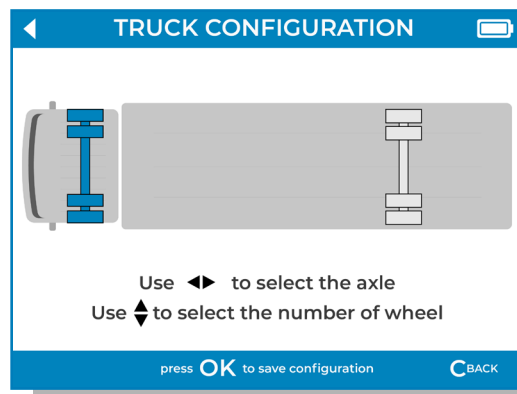 TRUCK CONFIGURATION
Use to select the axle
Use to select the number of wheel
press OK to save configuration
C BACK